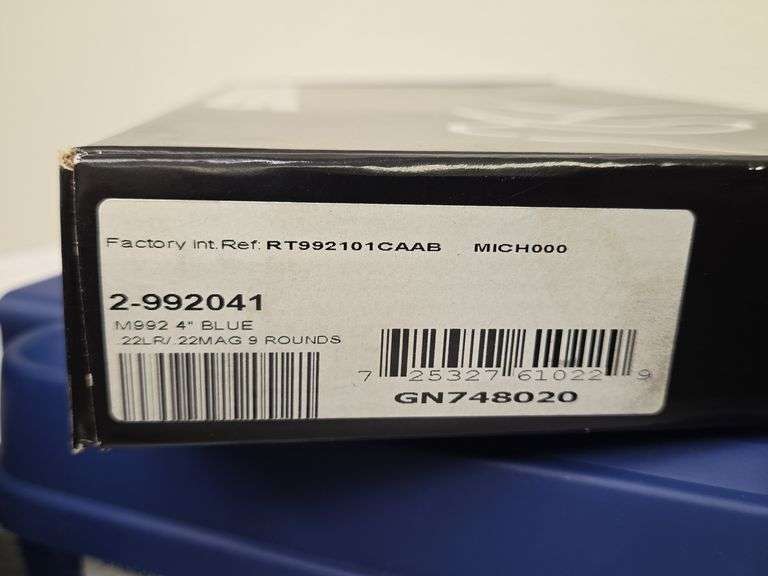 Factory int.Ref: RT992101CAAB MICH000
2-992041
M992 4" BLUE
.22LR/.22MAG 9 ROUNDS
7 25327 61022 9
GN748020